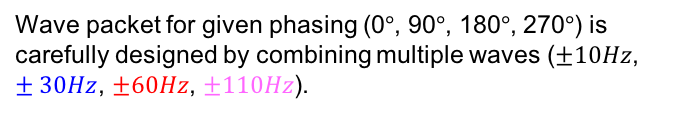 Wave packet for given phasing (0°, 90°, 180°, 270°) is
carefully designed by combining multiple waves (±10Hz,
± 30Hz, ±60Hz, ±110Hz).